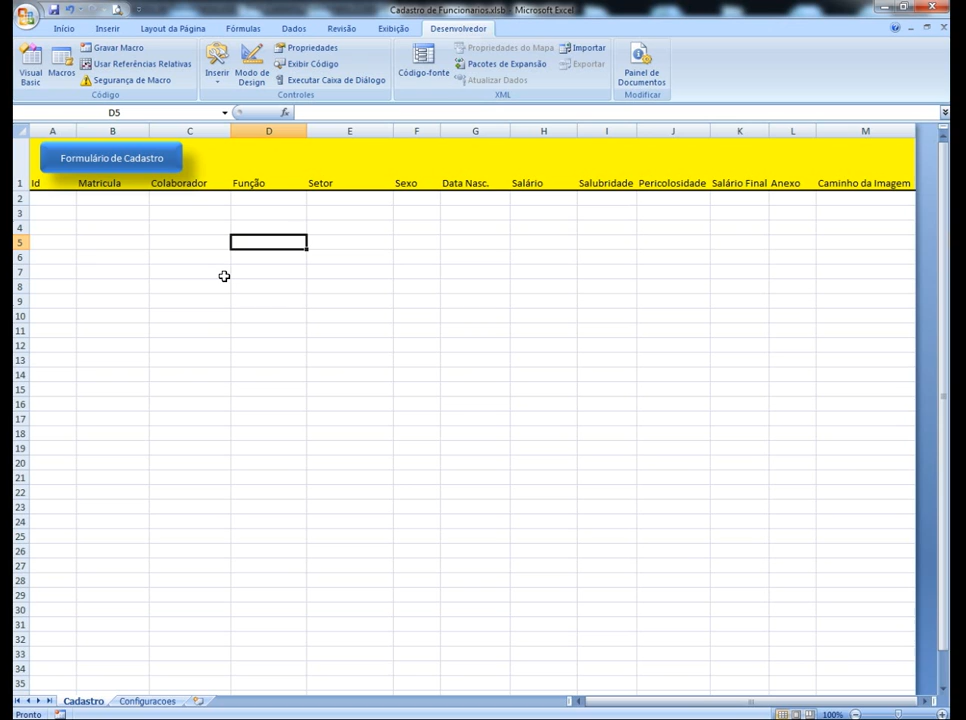 Cadastro de Funcionarios.xlsb - Microsoft Excel
Início Inserir Layout da Página Fórmulas Dados Revisão Exibição Desenvolvedor
Visual Basic
Macros
Gravar Macro
Usar Referências Relativas
Segurança de Macro
Código
Inserir
Modo de Design
Propriedades
Exibir Código
Executar Caixa de Diálogo
Controles
Código-fonte
Propriedades do Mapa
Pacotes de Expansão
Atualizar Dados
Importar
Exportar
XML
Painel de Documentos
Modificar
D5 fx
A B C D E F G H I J K L M
Formulário de Cadastro
1 Id Matricula Colaborador Função Setor Sexo Data Nasc. Salário Salubridade Pericolosidade Salário Final Anexo Caminho da Imagem
2
3
4
5
6
7
8
9
10
11
12
13
14
15
16
17
18
19
20
21
22
23
24
25
26
27
28
29
30
31
32
33
34
35
Cadastro Configuracoes
Pronto 100%